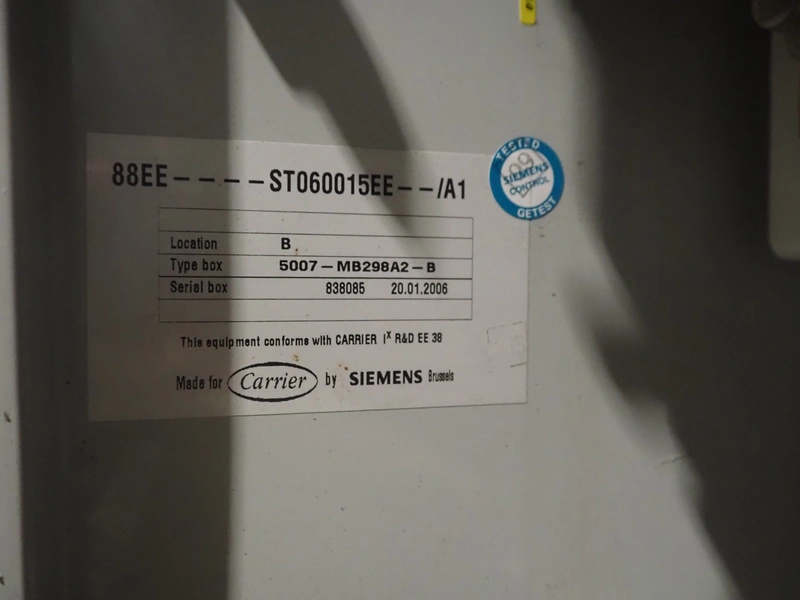 88EE----ST060015EE--/A1
TESTED
09
SIEMENS
CONTROL
GETEST
Location B
Type box 5007-MB298A2-B
Serial box 838085 20.01.2006
This equipment conforms with CARRIER Iˣ R&D EE 38
Made for Carrier by SIEMENS Brussels